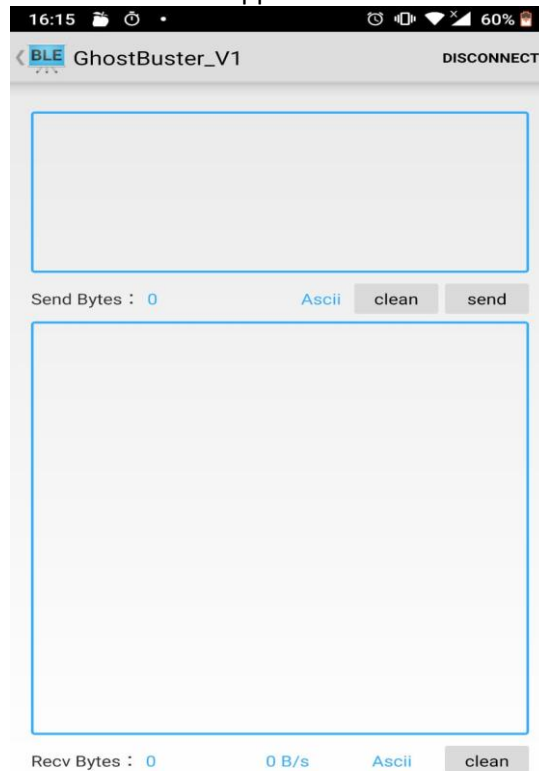 16:15 60%
BLE GhostBuster_V1 DISCONNECT
Send Bytes： 0 Ascii clean send
Recv Bytes： 0 0 B/s Ascii clean